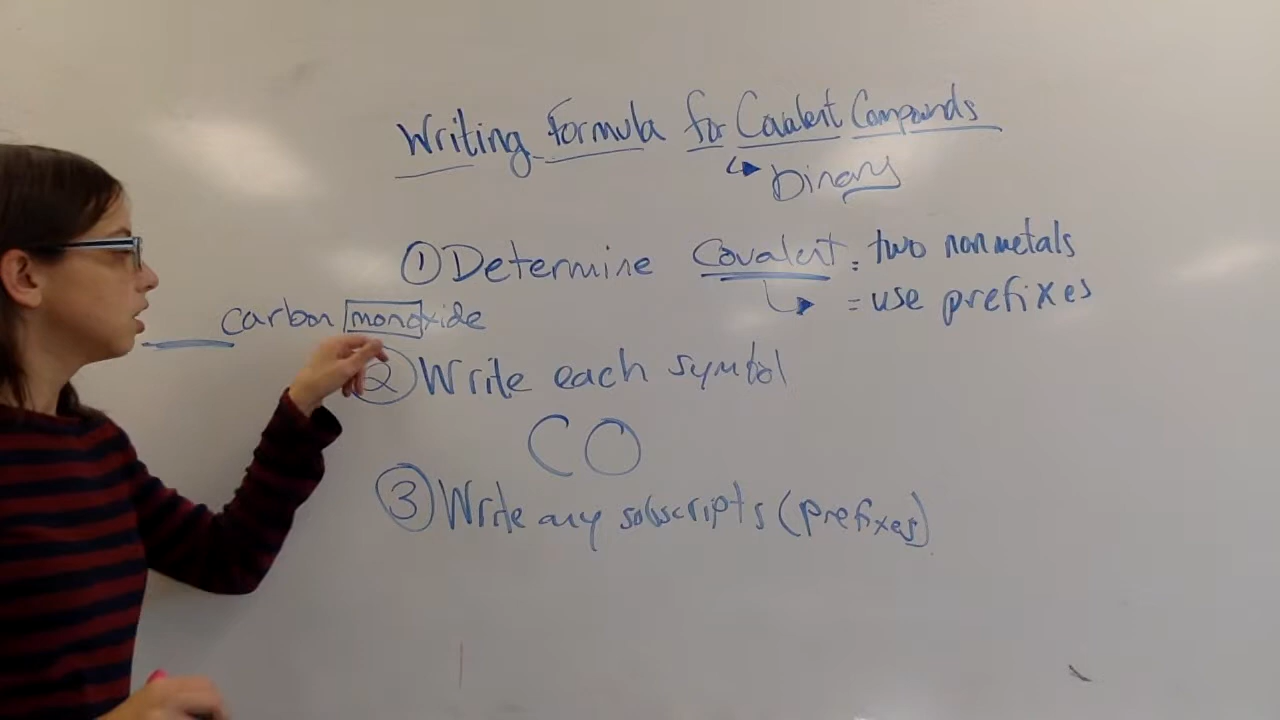 Writing Formula for Covalent Compounds
↳ binary
① Determine Covalent : two nonmetals
↳ = use prefixes
carbon monoxide
② Write each symbol
CO
③ Write any subscripts (prefixes)